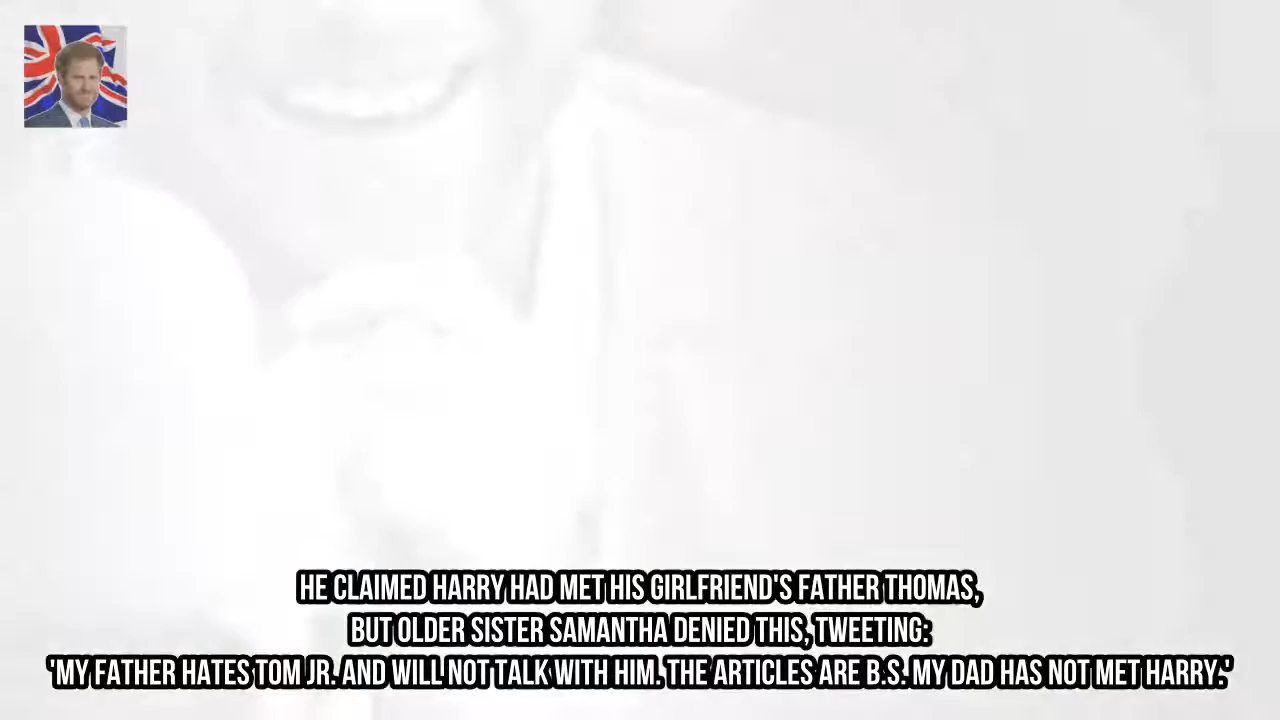 HE CLAIMED HARRY HAD MET HIS GIRLFRIEND'S FATHER THOMAS,
BUT OLDER SISTER SAMANTHA DENIED THIS, TWEETING:
'MY FATHER HATES TOM JR. AND WILL NOT TALK WITH HIM. THE ARTICLES ARE B.S. MY DAD HAS NOT MET HARRY.'